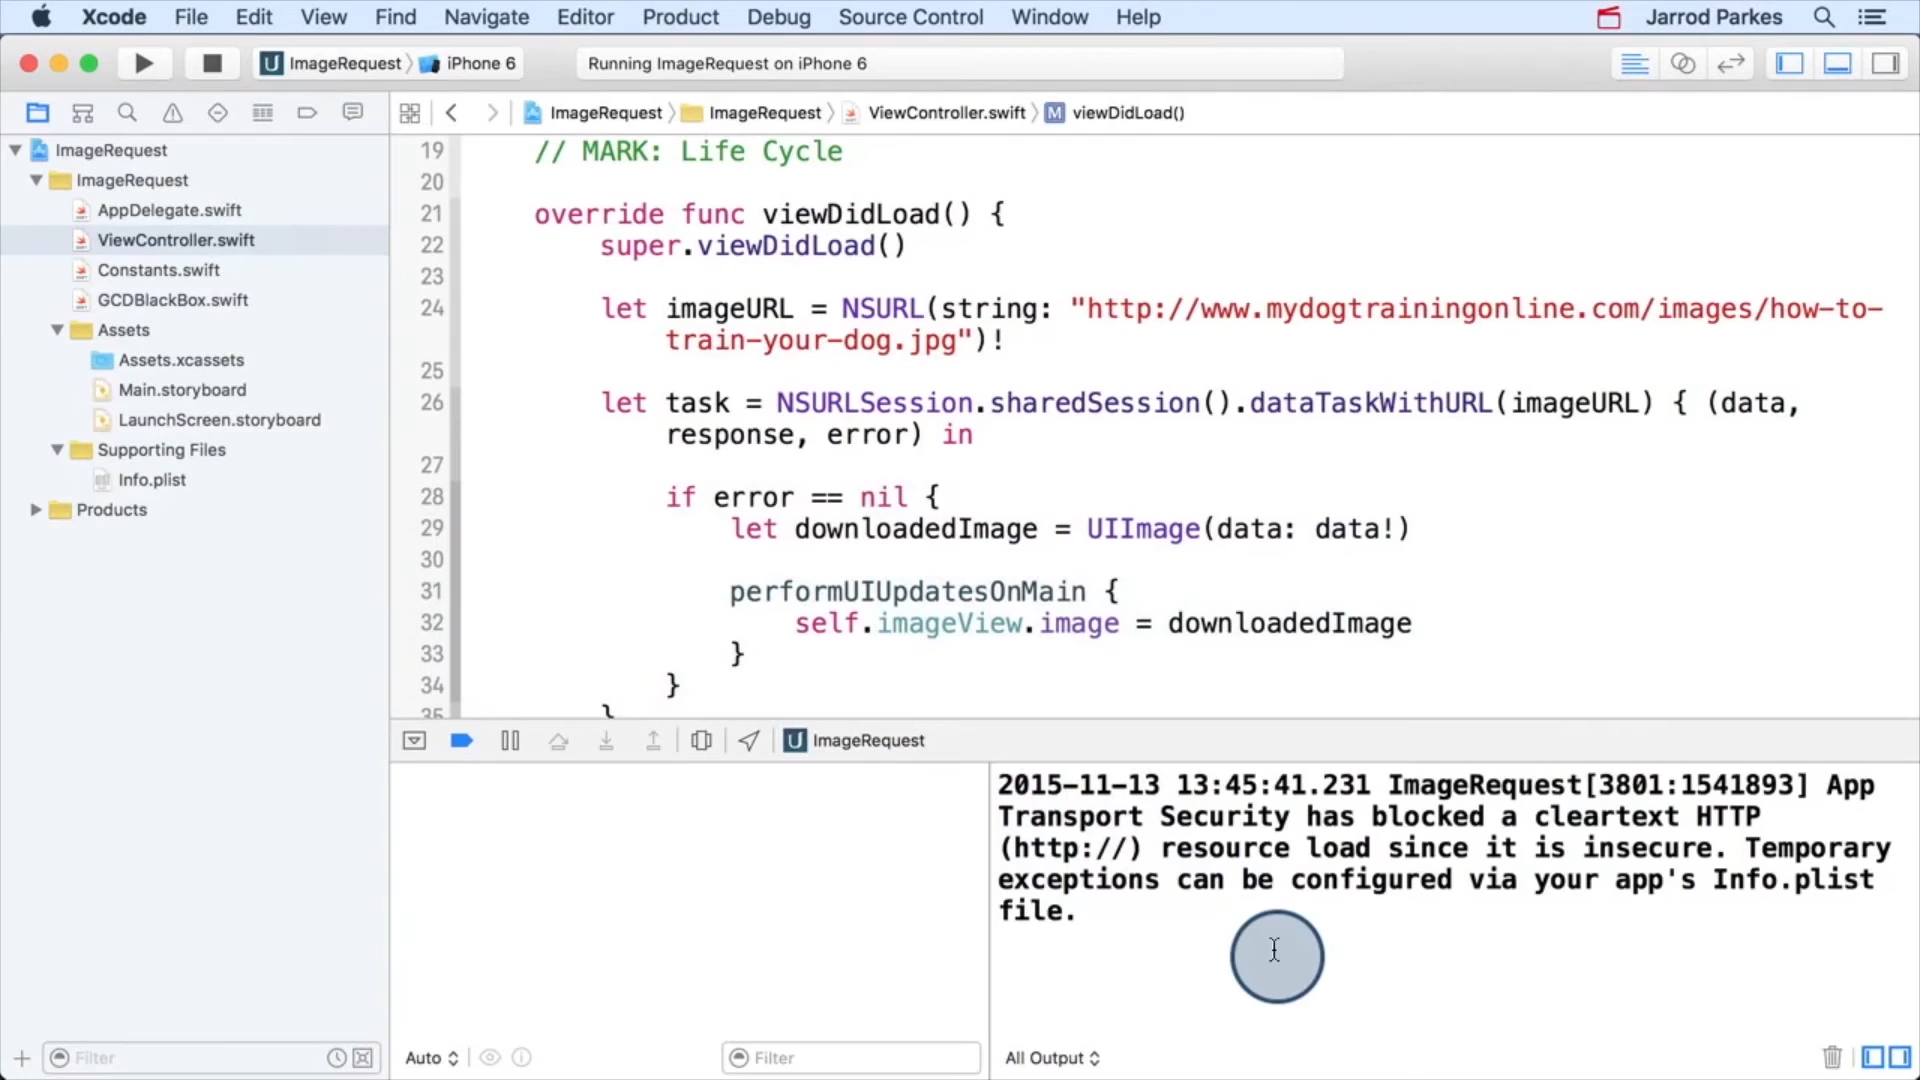 Xcode File Edit View Find Navigate Editor Product Debug Source Control Window Help Jarrod Parkes
ImageRequest iPhone 6 Running ImageRequest on iPhone 6
ImageRequest ImageRequest ViewController.swift M viewDidLoad()
ImageRequest
ImageRequest
AppDelegate.swift
ViewController.swift
Constants.swift
GCDBlackBox.swift
Assets
Assets.xcassets
Main.storyboard
LaunchScreen.storyboard
Supporting Files
Info.plist
Products
Filter
19 // MARK: Life Cycle
20
21 override func viewDidLoad() {
22 super.viewDidLoad()
23
24 let imageURL = NSURL(string: "http://www.mydogtrainingonline.com/images/how-to-
train-your-dog.jpg")!
25
26 let task = NSURLSession.sharedSession().dataTaskWithURL(imageURL) { (data,
response, error) in
27
28 if error == nil {
29 let downloadedImage = UIImage(data: data!)
30
31 performUIUpdatesOnMain {
32 self.imageView.image = downloadedImage
33 }
34 }
35 }
ImageRequest
2015-11-13 13:45:41.231 ImageRequest[3801:1541893] App
Transport Security has blocked a cleartext HTTP
(http://) resource load since it is insecure. Temporary
exceptions can be configured via your app's Info.plist
file.
Auto Filter All Output